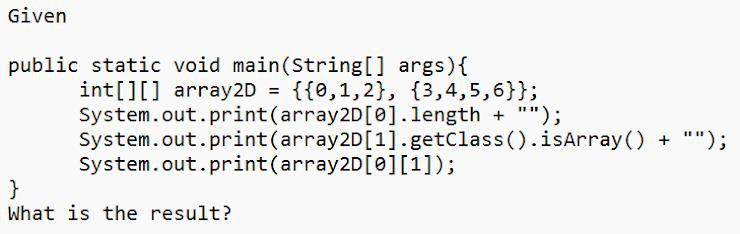 Given
public static void main(String[] args){
int[][] array2D = {{0,1,2}, {3,4,5,6}};
System.out.print(array2D[0].length + "");
System.out.print(array2D[1].getClass().isArray() + "");
System.out.print(array2D[0][1]);
}
What is the result?